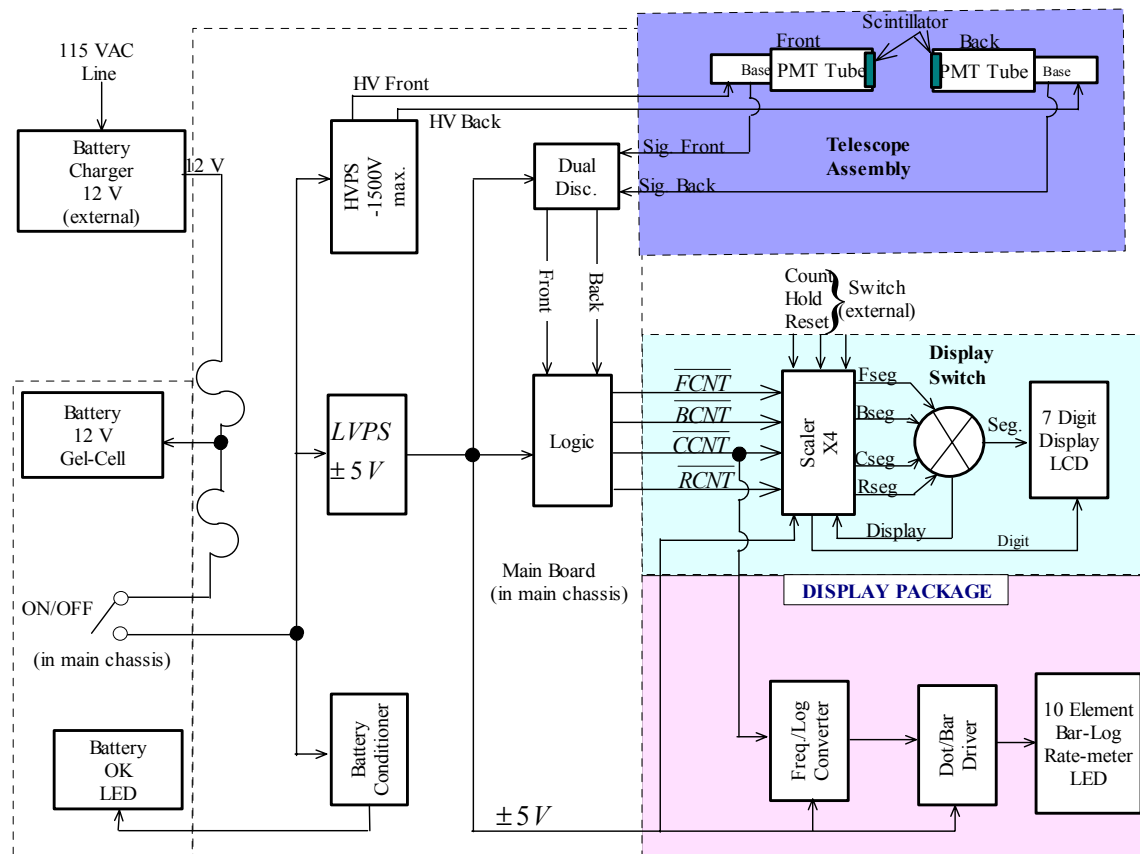 115 VAC
Line
Battery
Charger
12 V
(external)
12 V
HV Front
HV Back
HVPS
-1500V
max.
Dual
Disc.
Sig. Front
Sig. Back
Scintillator
Front
Back
Base
PMT Tube
PMT Tube
Base
Telescope
Assembly
Front
Back
Count
Hold
Reset
Switch
(external)
Battery
12 V
Gel-Cell
LVPS
± 5 V
Logic
FCNT
BCNT
CCNT
RCNT
Scaler
X4
Fseg
Bseg
Cseg
Rseg
Display
Switch
Seg.
7 Digit
Display
LCD
Display
Digit
Main Board
(in main chassis)
DISPLAY PACKAGE
ON/OFF
(in main chassis)
Battery
OK
LED
Battery
Conditioner
± 5 V
Freq./Log
Converter
Dot/Bar
Driver
10 Element
Bar-Log
Rate-meter
LED